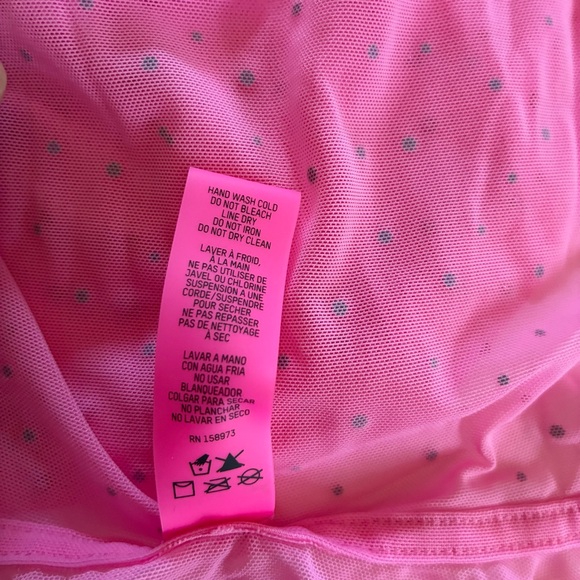 HAND WASH COLD
DO NOT BLEACH
LINE DRY
DO NOT IRON
DO NOT DRY CLEAN
LAVER À FROID,
À LA MAIN
NE PAS UTILISER DE
JAVEL OU CHLORINE
SUSPENSION A UNE
CORDE/SUSPENDRE
POUR SECHER
NE PAS REPASSER
PAS DE NETTOYAGE
À SEC
LAVAR A MANO
CON AGUA FRIA
NO USAR
BLANQUEADOR
COLGAR PARA SECAR
NO PLANCHAR
NO LAVAR EN SECO
RN 158973